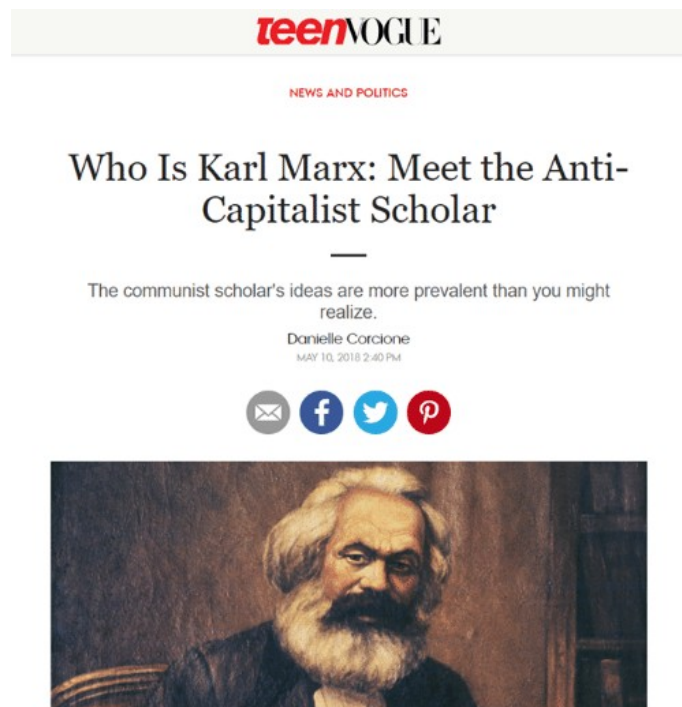 teenVOGUE
NEWS AND POLITICS
Who Is Karl Marx: Meet the Anti-
Capitalist Scholar
The communist scholar's ideas are more prevalent than you might
realize.
Danielle Corcione
MAY 10, 2018 2:40 PM